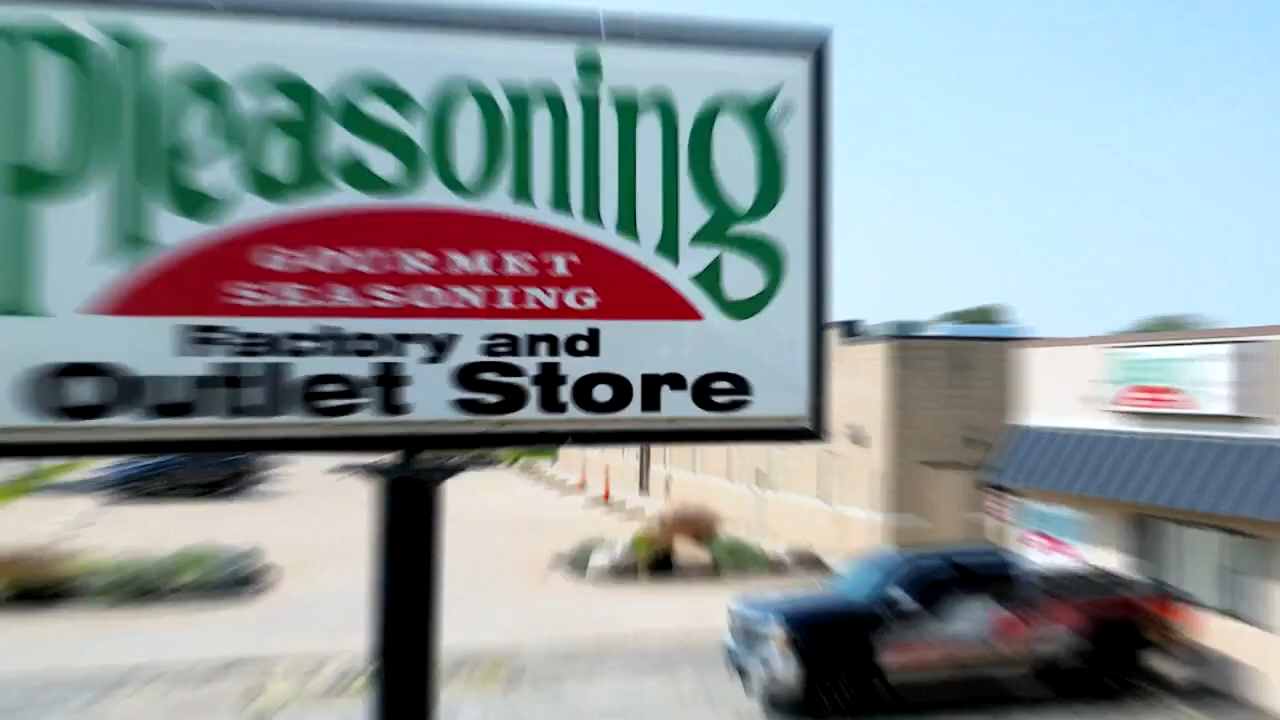 Pleasoning
GOURMET
SEASONING
Factory and
Outlet Store